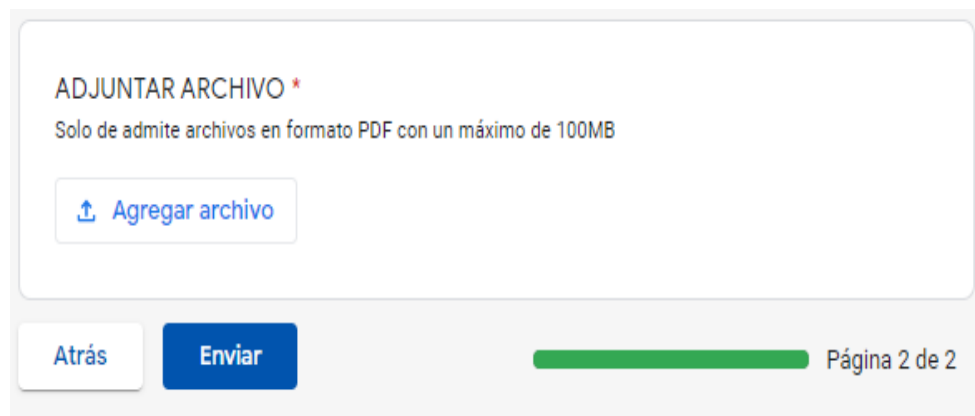 ADJUNTAR ARCHIVO *
Solo de admite archivos en formato PDF con un máximo de 100MB
Agregar archivo
Atrás Enviar Página 2 de 2